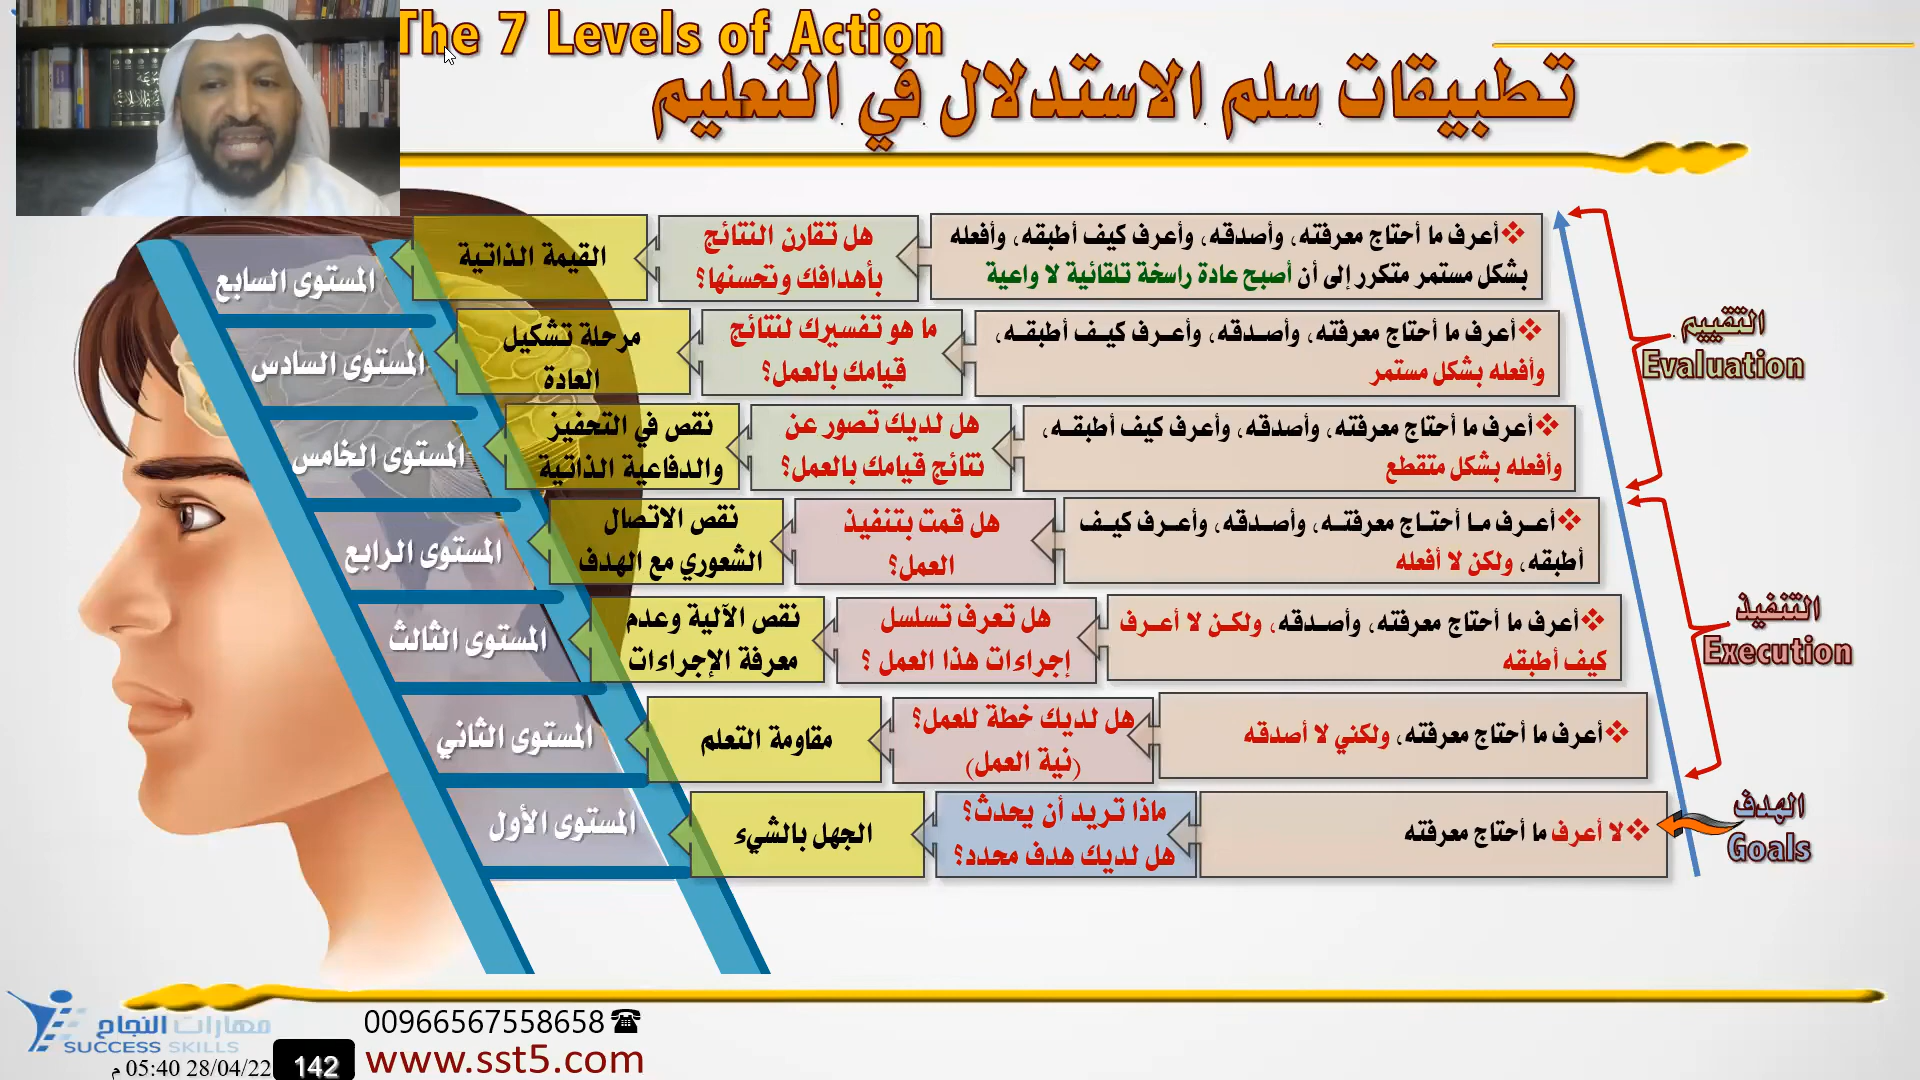 The 7 Levels of Action
تطبيقات سلم الاستدلال في التعليم
❖أعرف ما أحتاج معرفته، وأصدقه، وأعرف كيف أطبقه، وأفعله
بشكل مستمر متكرر إلى أن أصبح عادة راسخة تلقائية لا واعية
هل تقارن النتائج
بأهدافك وتحسنها؟
القيمة الذاتية
المستوى السابع
❖أعرف ما أحتاج معرفته، وأصدقه، وأعرف كيف أطبقه،
وأفعله بشكل مستمر
ما هو تفسيرك لنتائج
قيامك بالعمل؟
مرحلة تشكيل
العادة
المستوى السادس
التقييم
Evaluation
❖أعرف ما أحتاج معرفته، وأصدقه، وأعرف كيف أطبقه،
وأفعله بشكل متقطع
هل لديك تصور عن
نتائج قيامك بالعمل؟
نقص في التحفيز
والدفاعية الذاتية
المستوى الخامس
❖أعرف ما أحتاج معرفته، وأصدقه، وأعرف كيف
أطبقه، ولكن لا أفعله
هل قمت بتنفيذ
العمل؟
نقص الاتصال
الشعوري مع الهدف
المستوى الرابع
❖أعرف ما أحتاج معرفته، وأصدقه، ولكن لا أعرف
كيف أطبقه
هل تعرف تسلسل
إجراءات هذا العمل ؟
نقص الآلية وعدم
معرفة الإجراءات
المستوى الثالث
التنفيذ
Execution
❖أعرف ما أحتاج معرفته، ولكني لا أصدقه
هل لديك خطة للعمل؟
(نية العمل)
مقاومة التعلم
المستوى الثاني
❖لا أعرف ما أحتاج معرفته
ماذا تريد أن يحدث؟
هل لديك هدف محدد؟
الجهل بالشيء
المستوى الأول
الهدف
Goals
مهارات النجاح
SUCCESS SKILLS
00966567558658 ☎
www.sst5.com
05:40 28/04/22 م
142